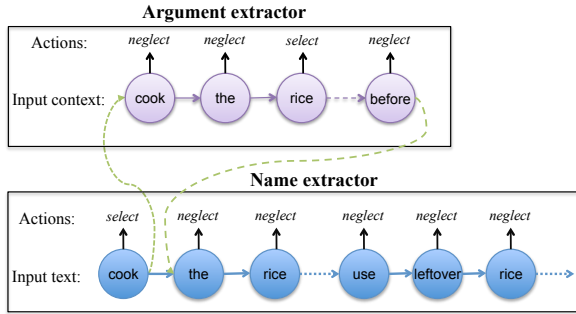 Argument extractor
Actions: neglect neglect select neglect
Input context: cook the rice before
Name extractor
Actions: select neglect neglect neglect neglect neglect
Input text: cook the rice use leftover rice